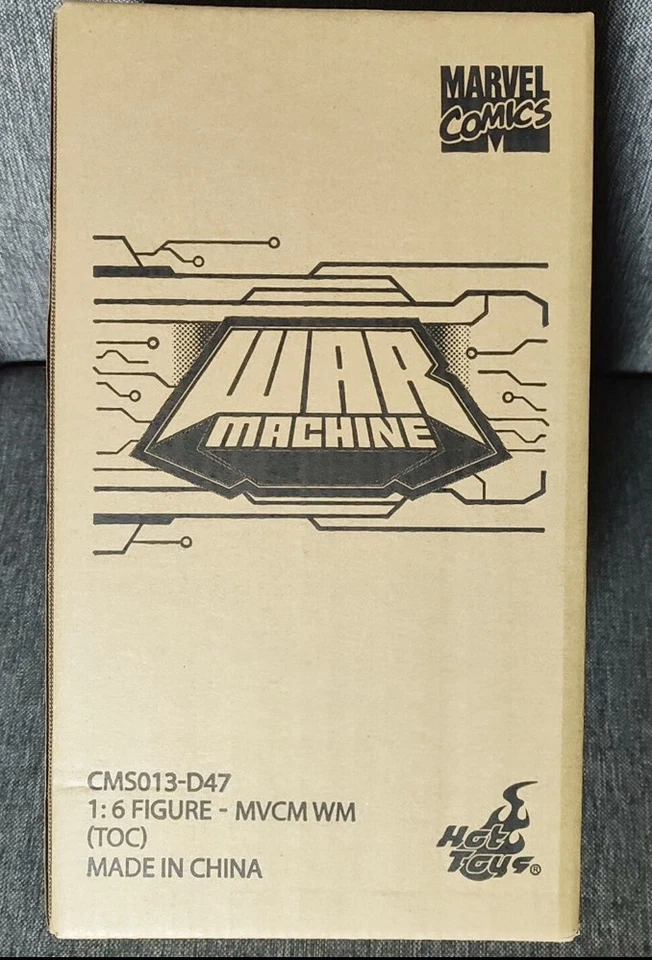 MARVEL
COMICS
M
WAR
MACHINE
CMS013-D47
1:6 FIGURE - MVCM WM
(TOC)
MADE IN CHINA
Hot
Toys®